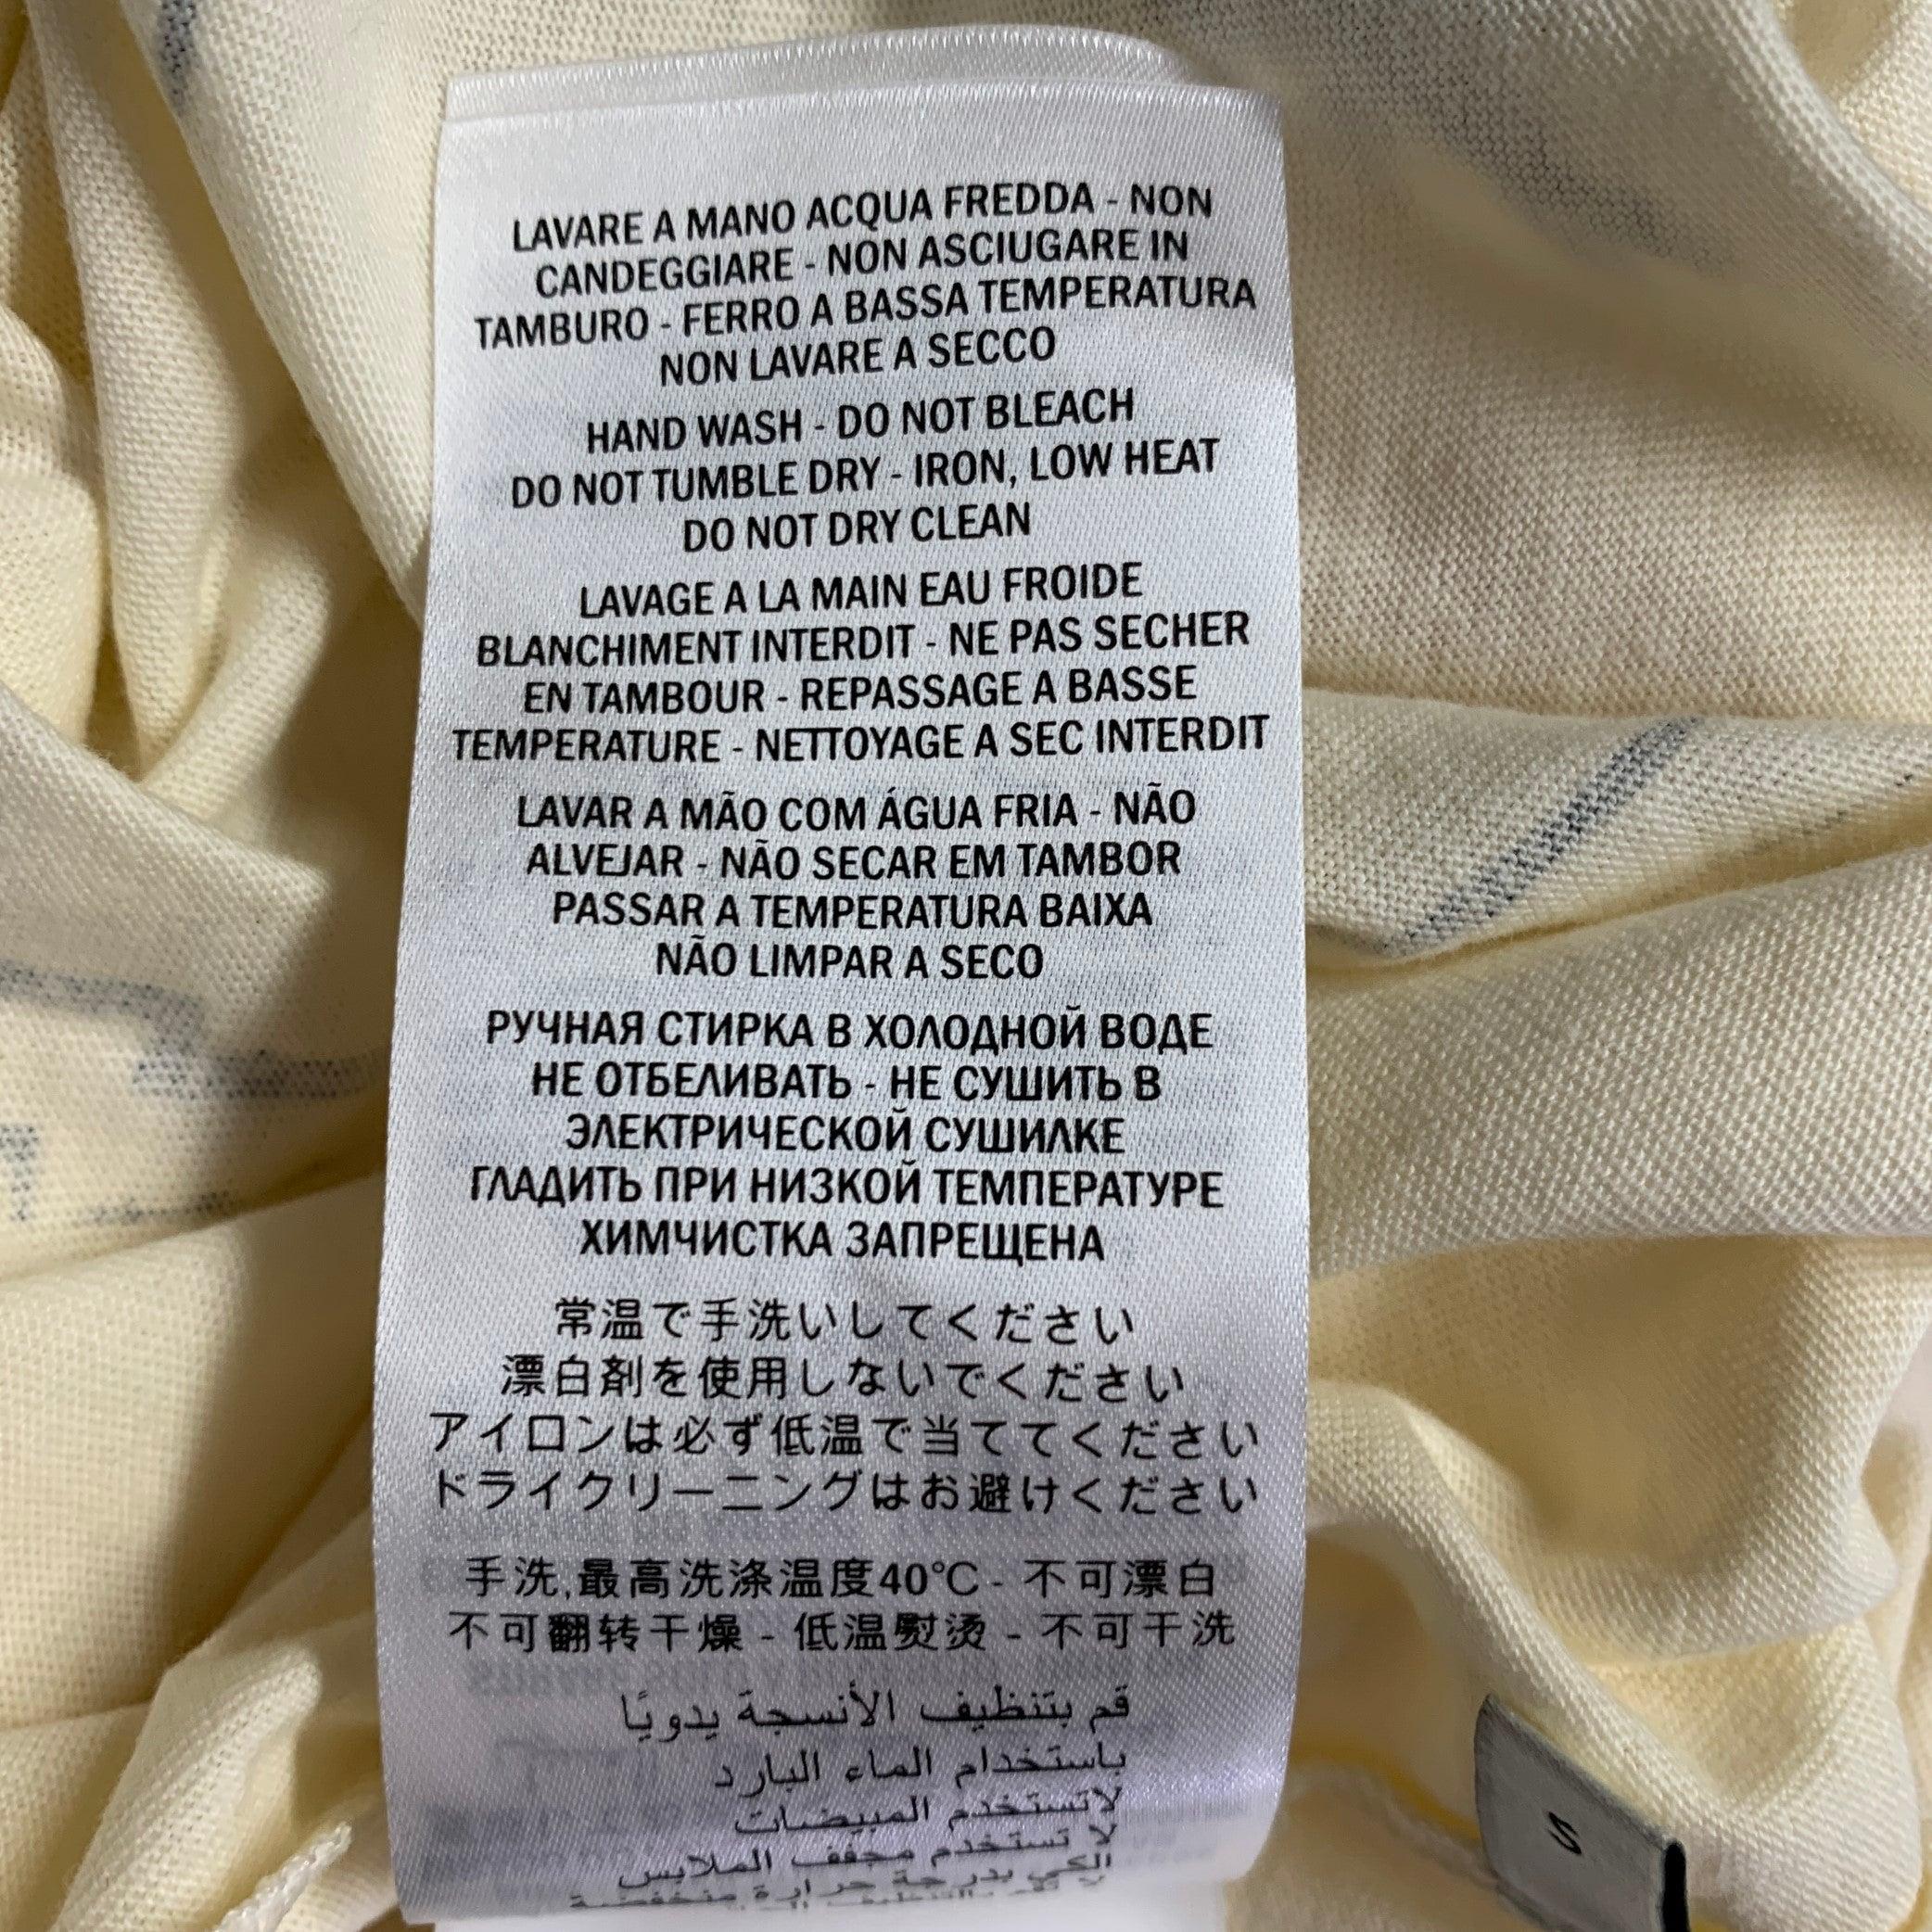 LAVARE A MANO ACQUA FREDDA - NON
CANDEGGIARE - NON ASCIUGARE IN
TAMBURO - FERRO A BASSA TEMPERATURA
NON LAVARE A SECCO
HAND WASH - DO NOT BLEACH
DO NOT TUMBLE DRY - IRON, LOW HEAT
DO NOT DRY CLEAN
LAVAGE A LA MAIN EAU FROIDE
BLANCHIMENT INTERDIT - NE PAS SECHER
EN TAMBOUR - REPASSAGE A BASSE
TEMPERATURE - NETTOYAGE A SEC INTERDIT
LAVAR A MÃO COM ÁGUA FRIA - NÃO
ALVEJAR - NÃO SECAR EM TAMBOR
PASSAR A TEMPERATURA BAIXA
NÃO LIMPAR A SECO
РУЧНАЯ СТИРКА В ХОЛОДНОЙ ВОДЕ
НЕ ОТБЕЛИВАТЬ - НЕ СУШИТЬ В
ЭЛЕКТРИЧЕСКОЙ СУШИЛКЕ
ГЛАДИТЬ ПРИ НИЗКОЙ ТЕМПЕРАТУРЕ
ХИМЧИСТКА ЗАПРЕЩЕНА
常温で手洗いしてください
漂白剤を使用しないでください
アイロンは必ず低温で当ててください
ドライクリーニングはお避けください
手洗,最高洗涤温度40℃ - 不可漂白
不可翻转干燥 - 低温熨烫 - 不可干洗
قم بتنظيف الأنسجة يدويًا
باستخدام الماء البارد
لاتستخدم المبيضات
لا تستخدم مجفف الملابس
الكي بدرجة حرارة منخفضة
S